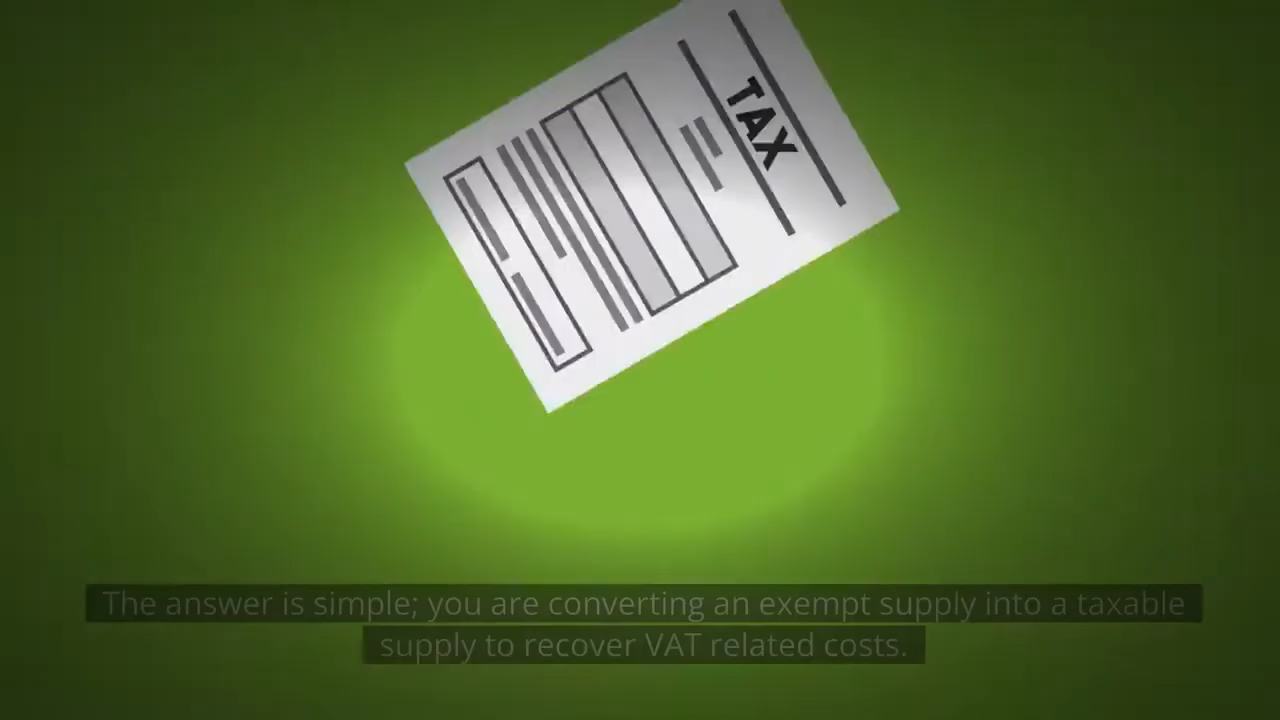 TAX
The answer is simple; you are converting an exempt supply into a taxable
supply to recover VAT related costs.